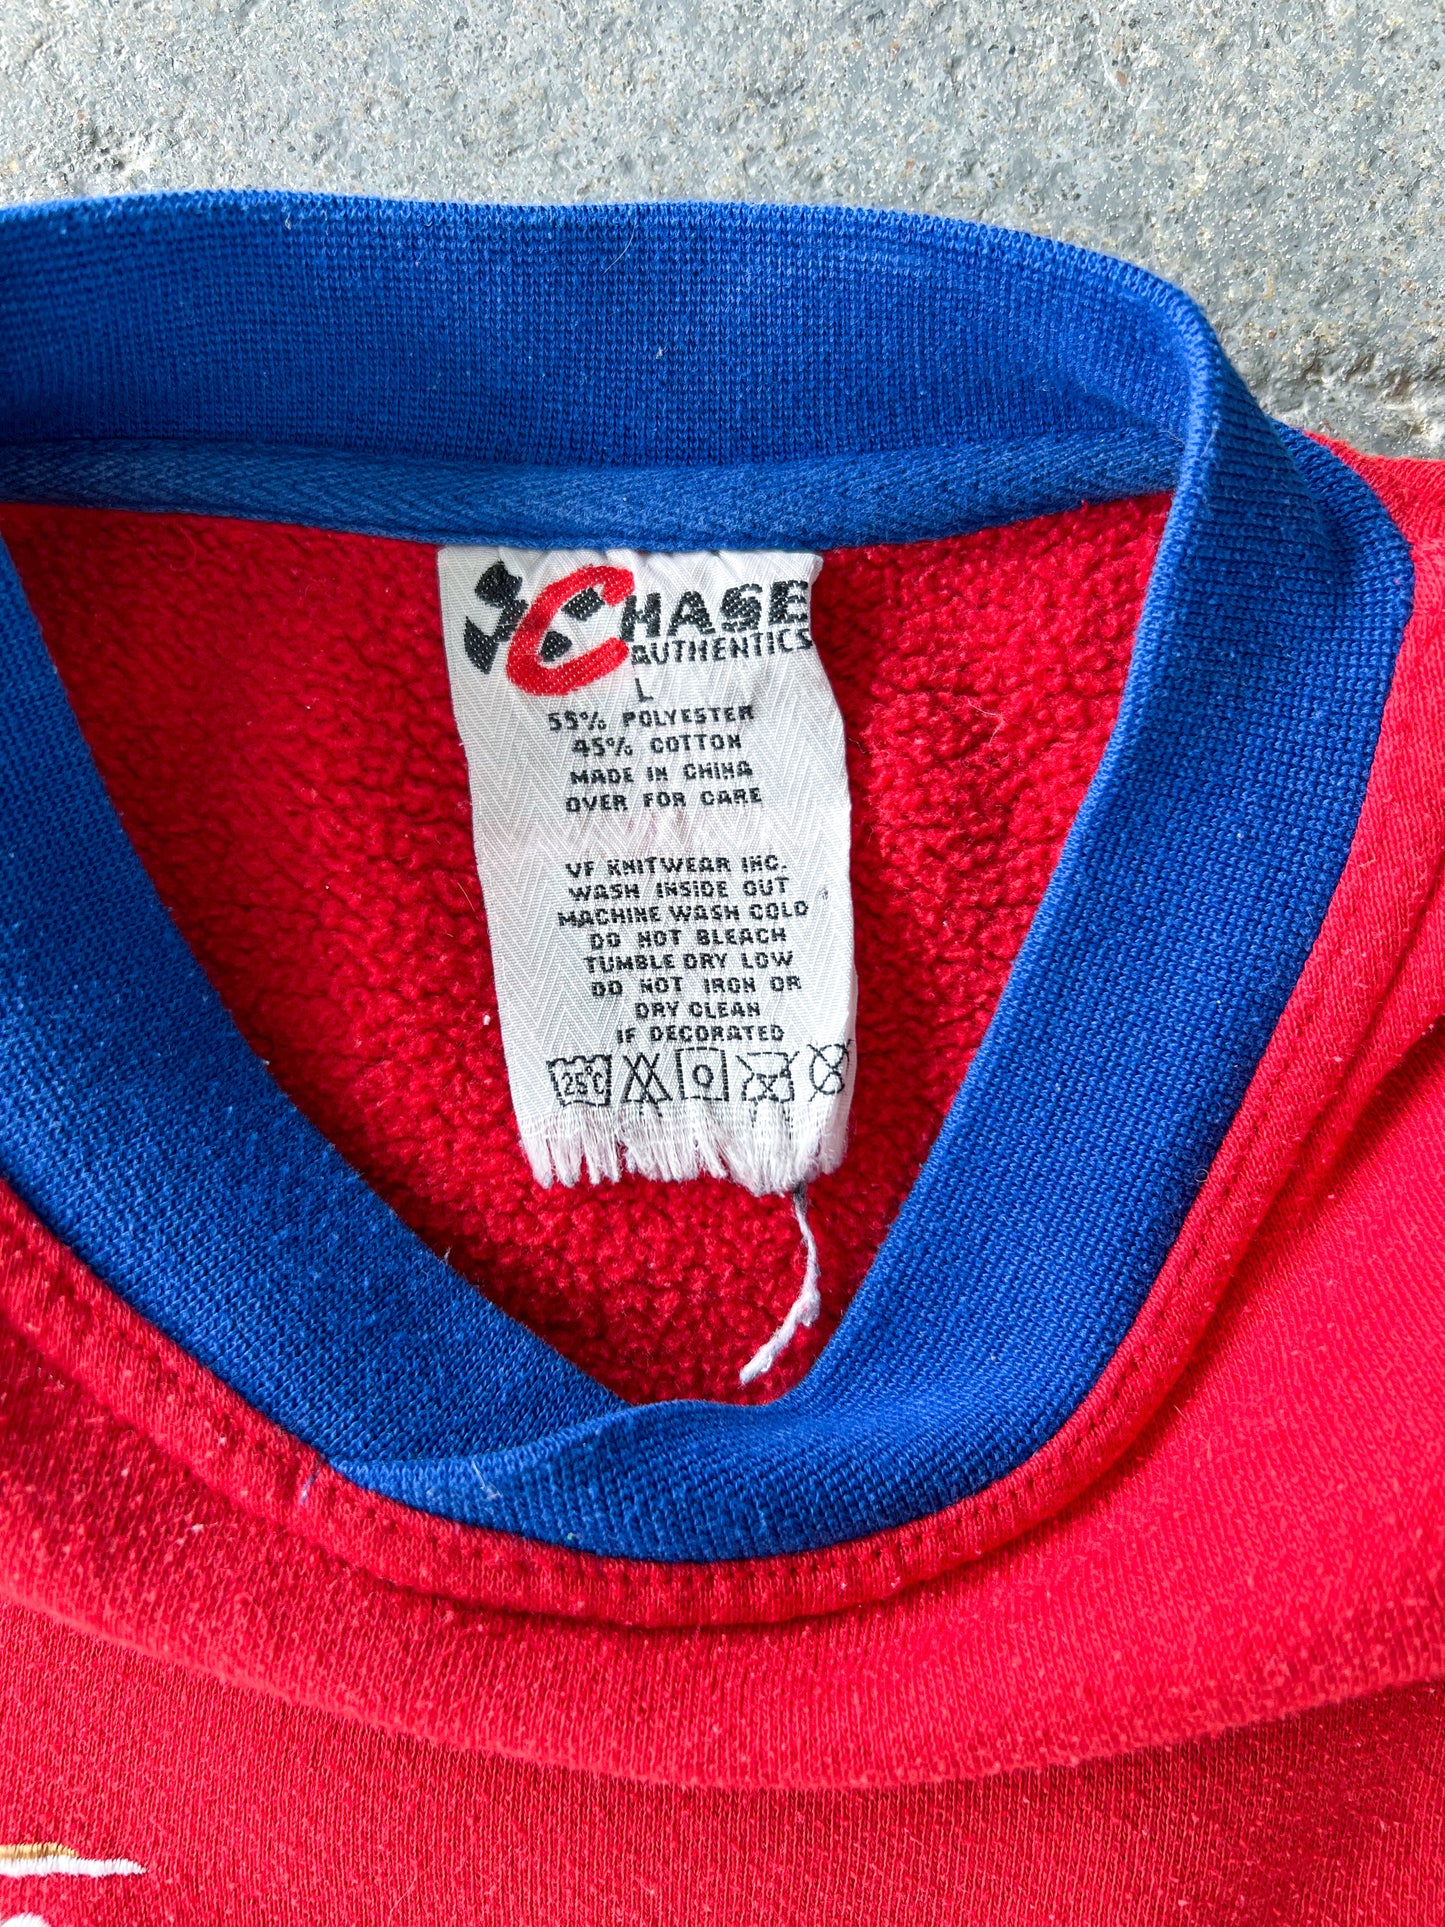 CHASE
AUTHENTICS
L
55% POLYESTER
45% COTTON
MADE IN CHINA
OVER FOR CARE
VF KNITWEAR INC.
WASH INSIDE OUT
MACHINE WASH COLD
DO NOT BLEACH
TUMBLE DRY LOW
DO NOT IRON OR
DRY CLEAN
IF DECORATED
25°C